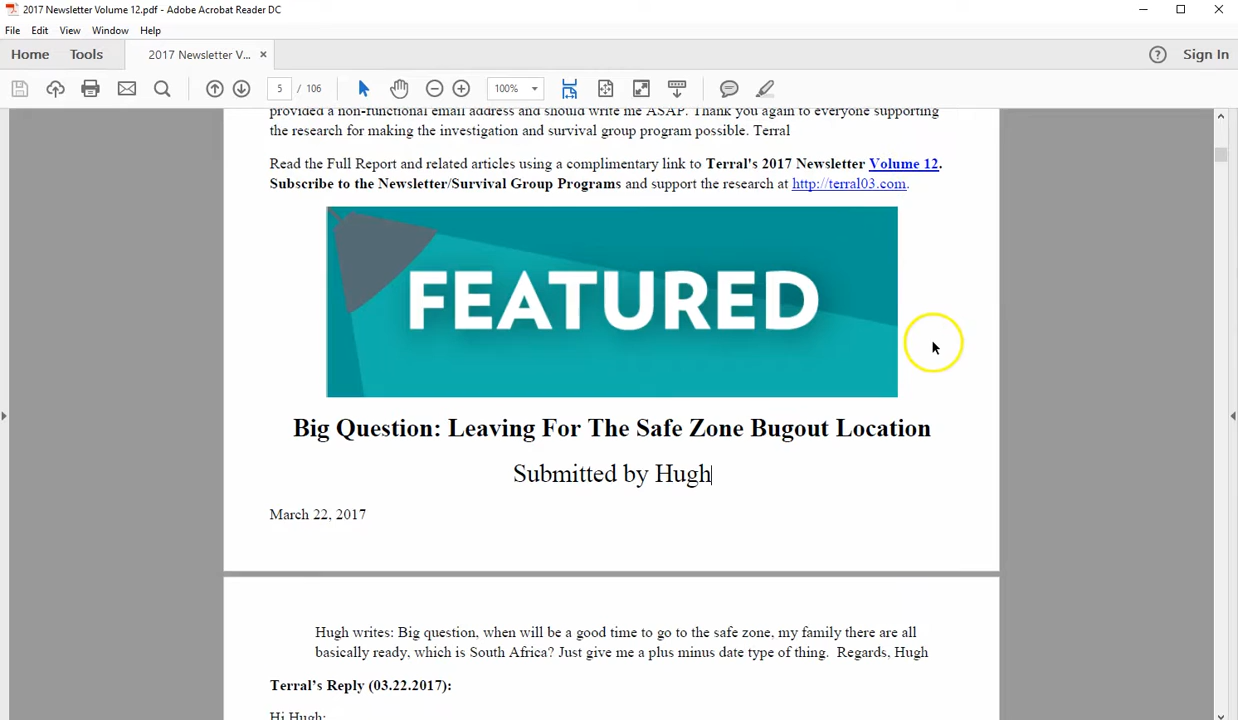 2017 Newsletter Volume 12.pdf - Adobe Acrobat Reader DC
File Edit View Window Help
Home Tools 2017 Newsletter V... × Sign In
5 / 106 100%
provided a non-functional email address and should write me ASAP. Thank you again to everyone supporting
the research for making the investigation and survival group program possible. Terral
Read the Full Report and related articles using a complimentary link to Terral's 2017 Newsletter Volume 12.
Subscribe to the Newsletter/Survival Group Programs and support the research at http://terral03.com.
FEATURED
Big Question: Leaving For The Safe Zone Bugout Location
Submitted by Hugh
March 22, 2017
Hugh writes: Big question, when will be a good time to go to the safe zone, my family there are all
basically ready, which is South Africa? Just give me a plus minus date type of thing. Regards, Hugh
Terral's Reply (03.22.2017):
Hi Hugh: